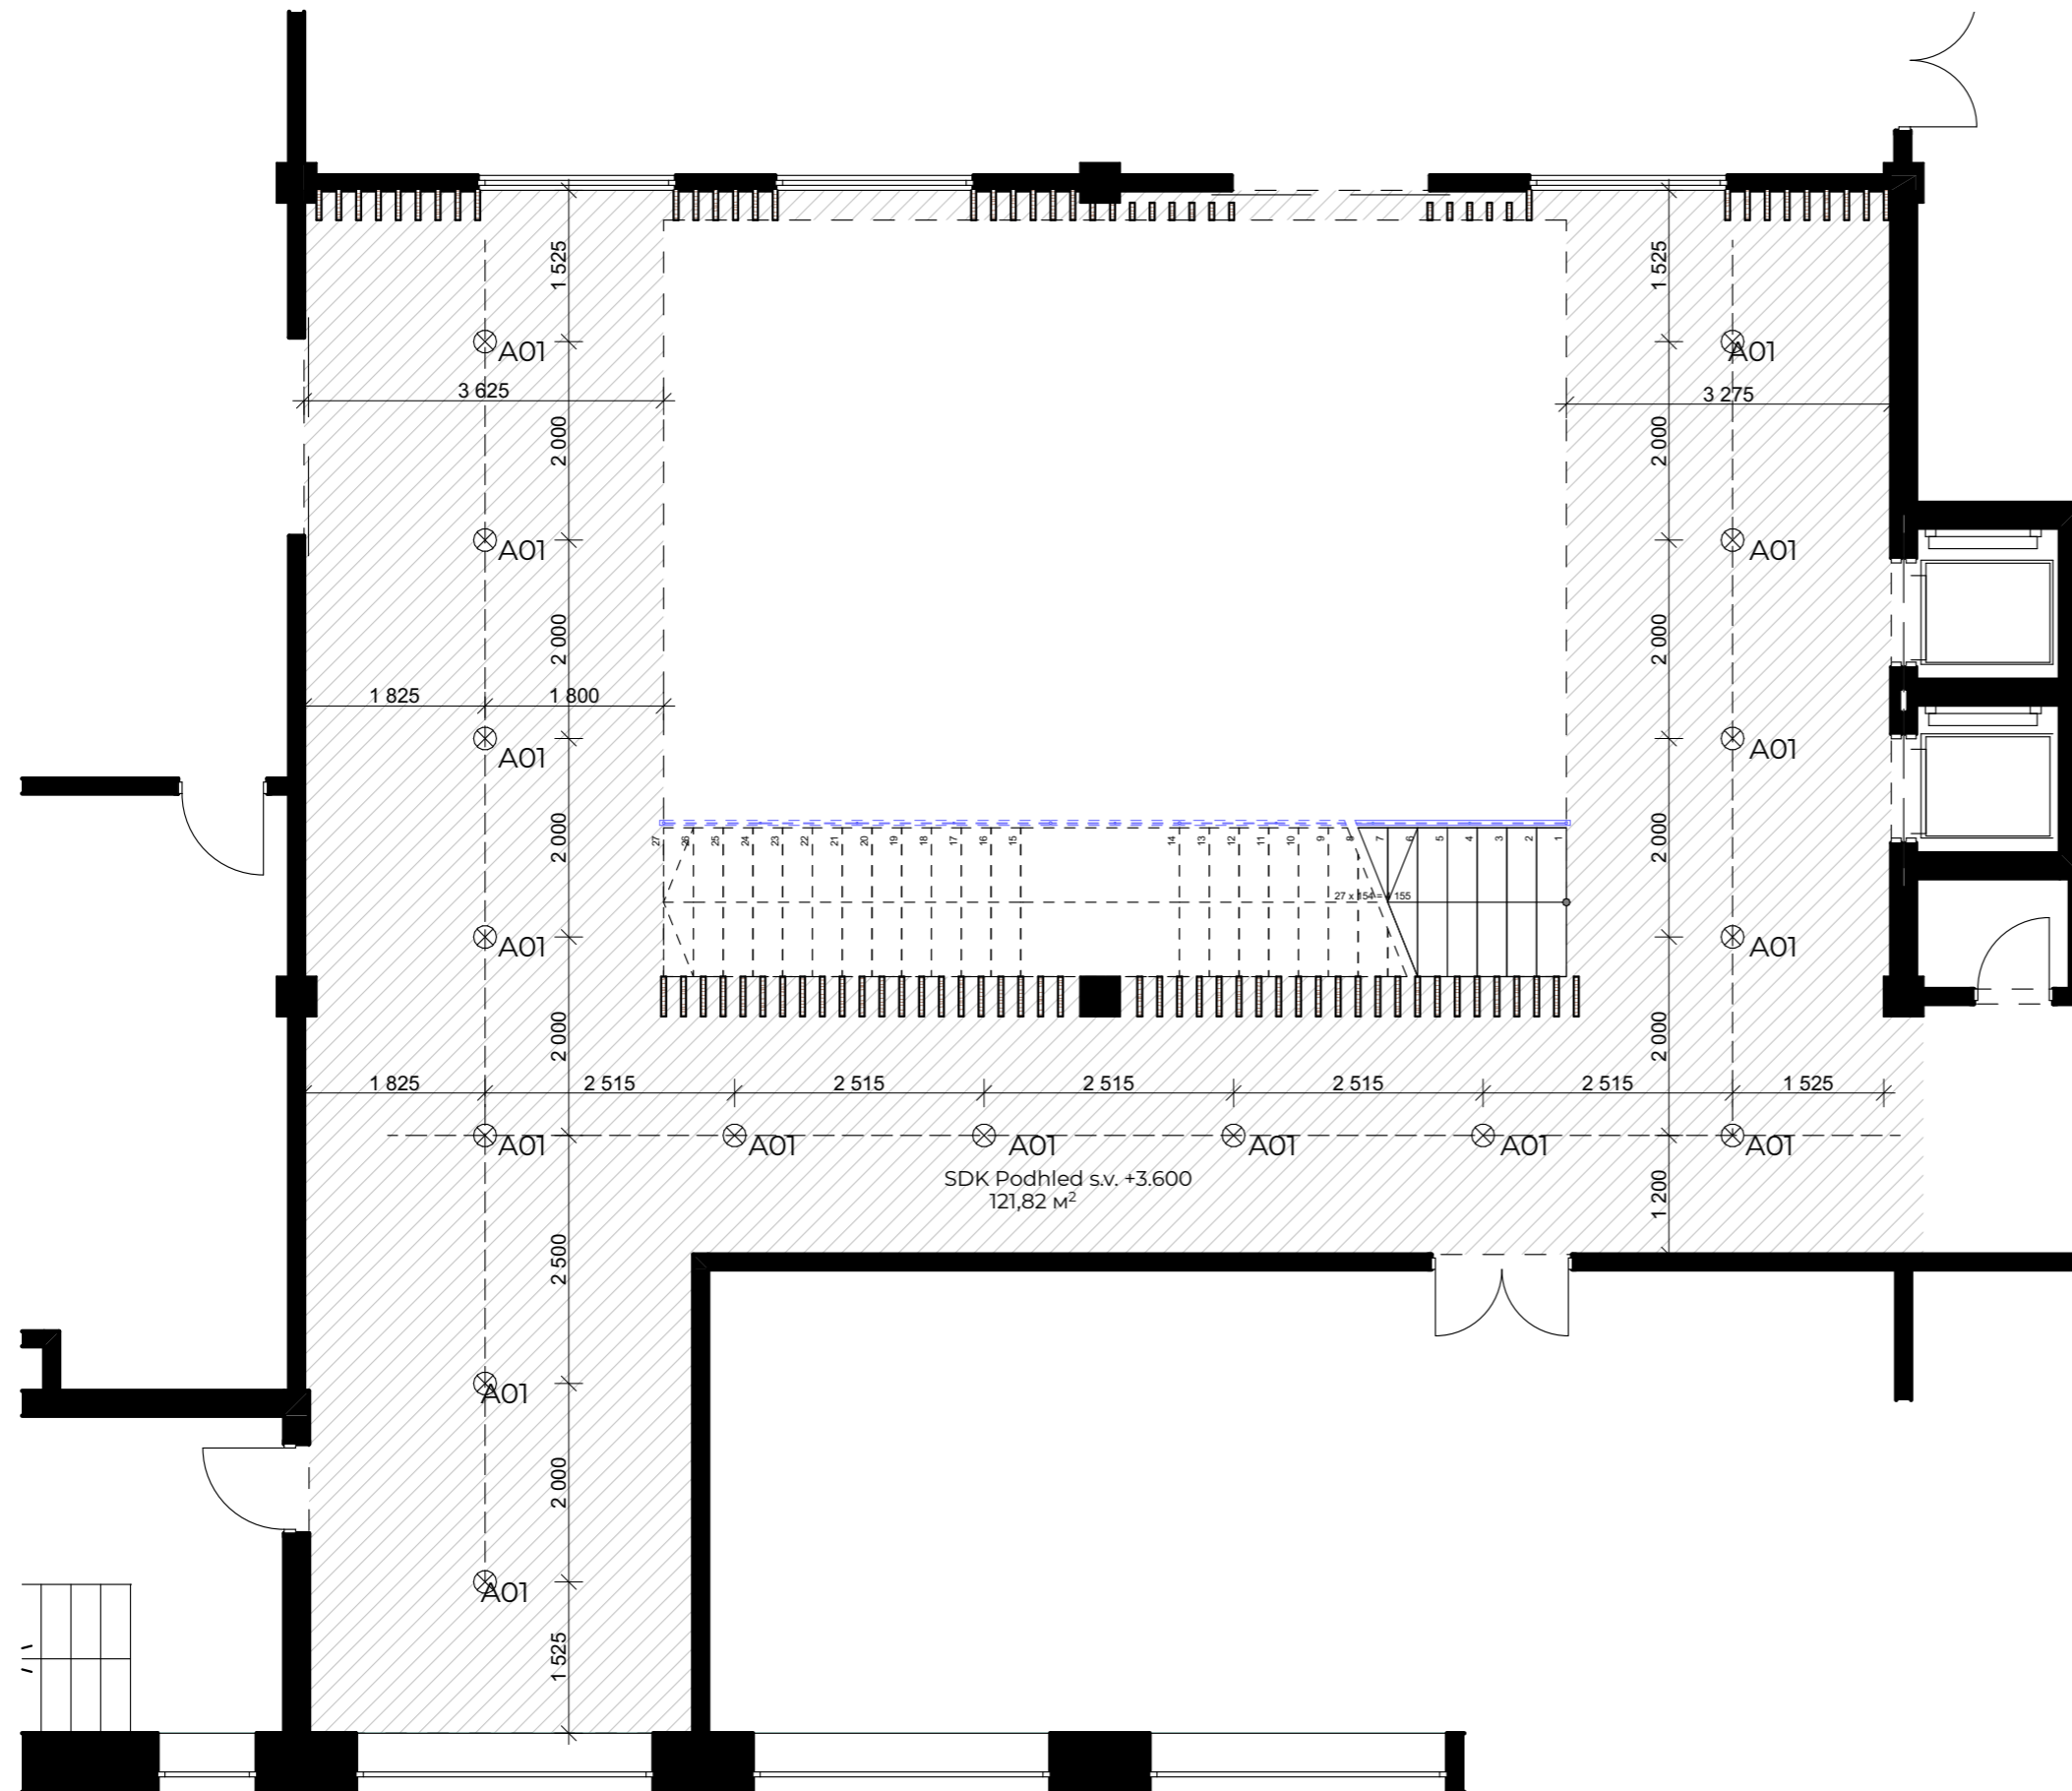 1 525
1 525
A01
A01
3 625
3 275
2 000
2 000
A01
A01
2 000
2 000
1 825
1 800
A01
A01
2 000
2 000
27
26
25
24
23
22
21
20
19
18
17
16
15
14
13
12
11
10
9
8
7
6
5
4
3
2
1
A01
A01
2 000
2 000
1 825
2 515
2 515
2 515
2 515
2 515
1 525
A01
A01
A01
A01
A01
A01
SDK Podhled s.v. +3.600
121,82 м²
1 200
2 500
A01
2 000
A01
1 525